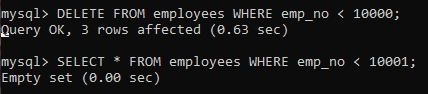 mysql> DELETE FROM employees WHERE emp_no < 10000;
Query OK, 3 rows affected (0.63 sec)
mysql> SELECT * FROM employees WHERE emp_no < 10001;
Empty set (0.00 sec)